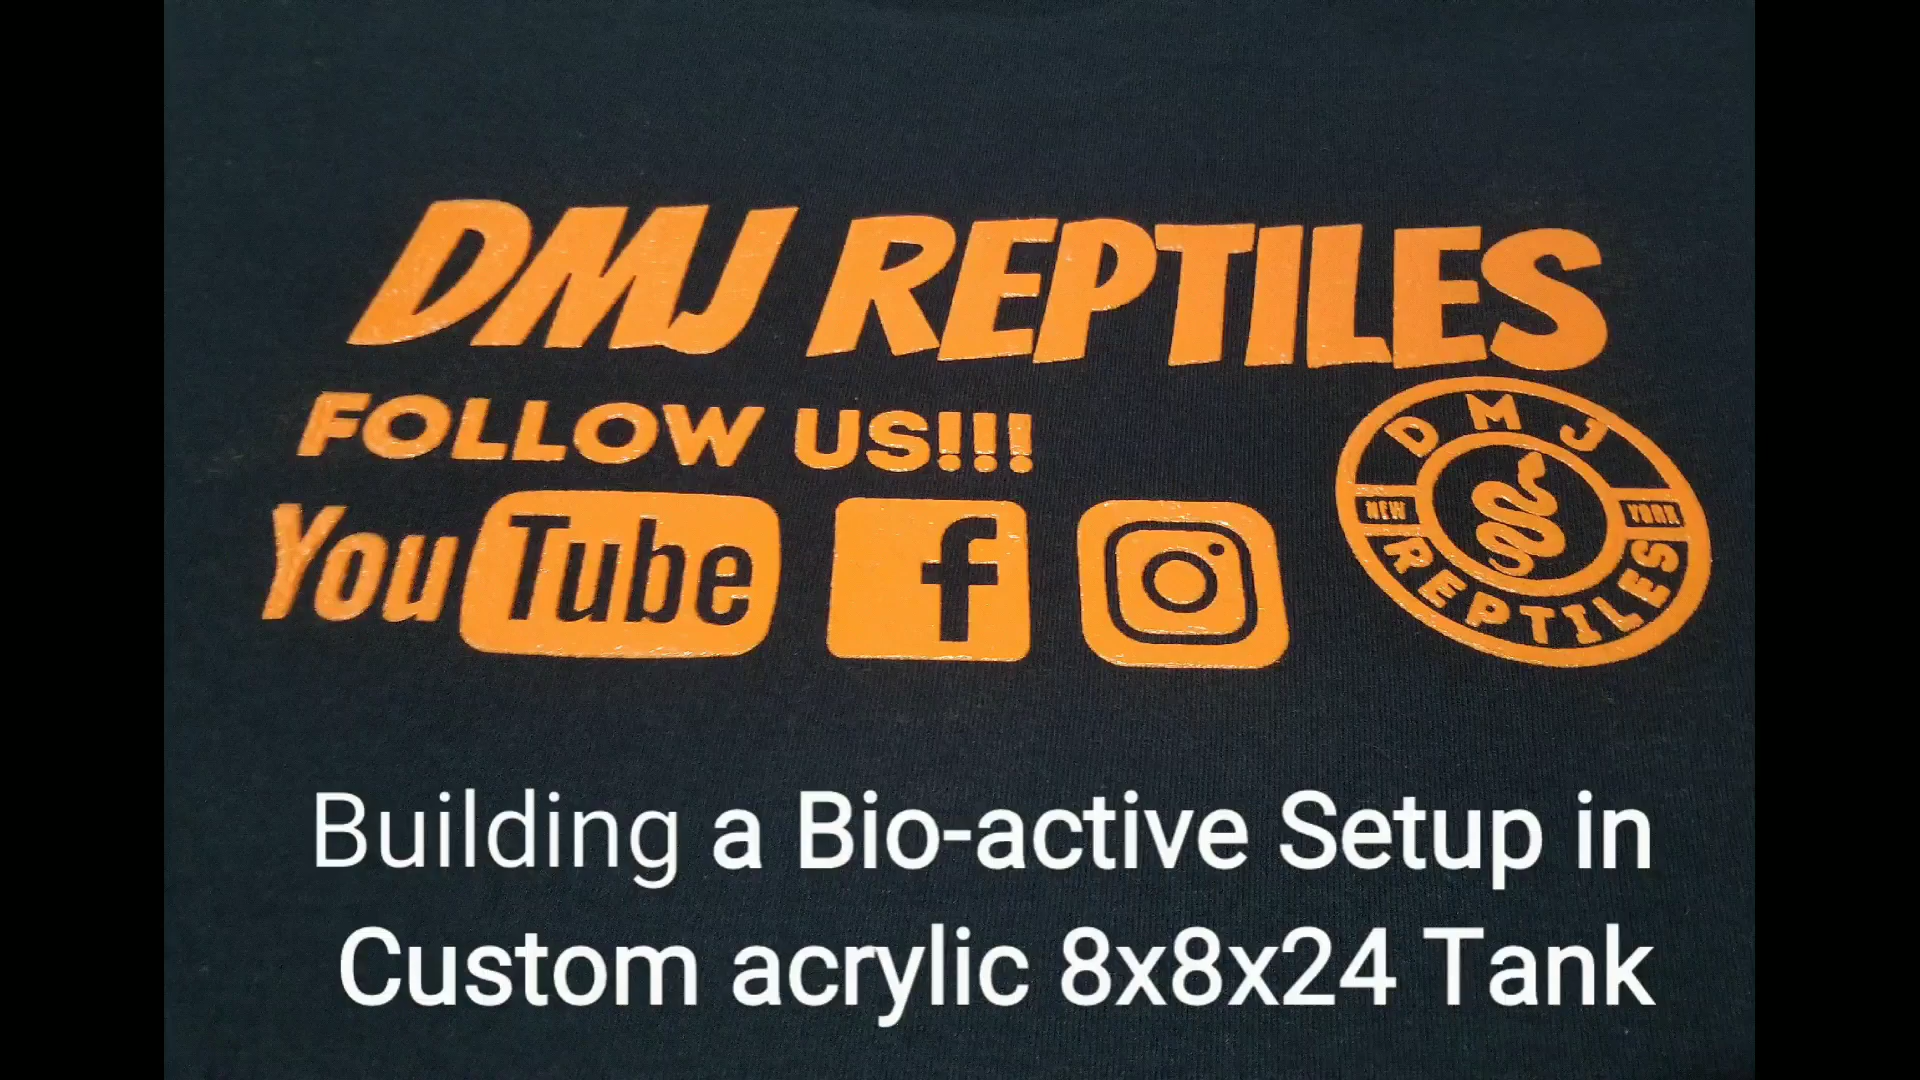 DMJ REPTILES
FOLLOW US!!!
YouTube
f
DMJ
NEW YORK
REPTILES
Building a Bio-active Setup in
Custom acrylic 8x8x24 Tank